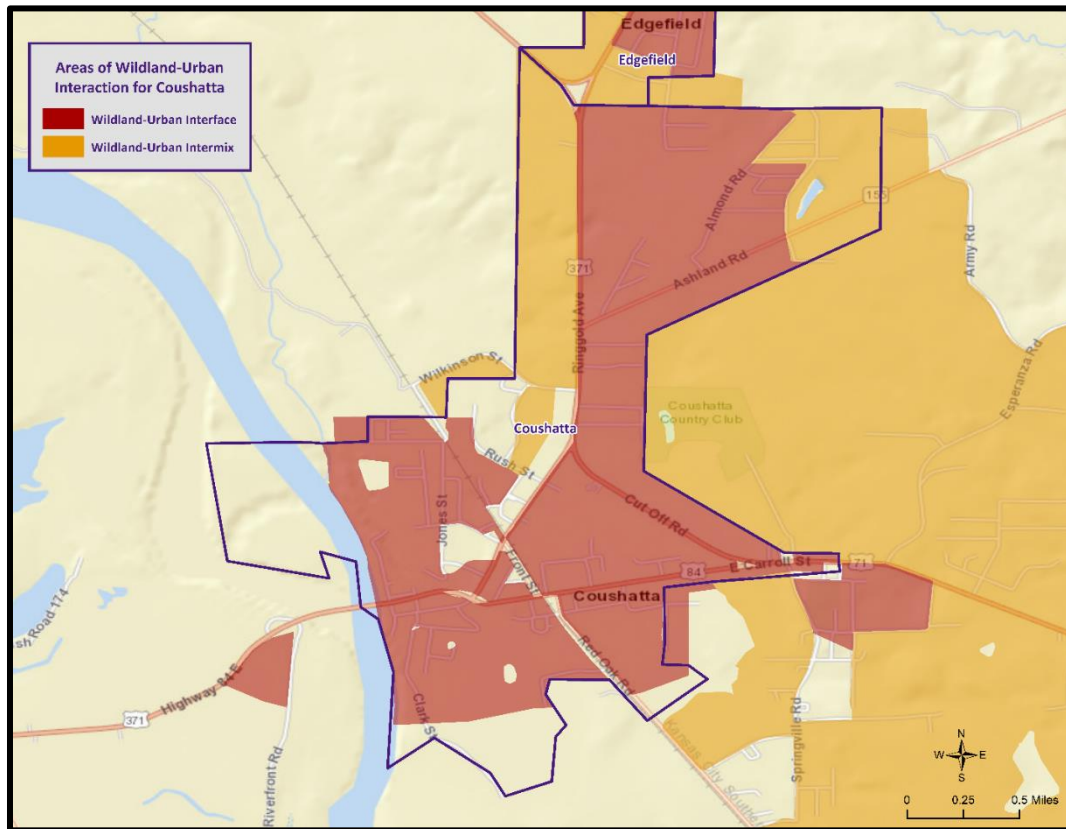 Edgefield
Edgefield
Areas of Wildland-Urban
Interaction for Coushatta
Wildland-Urban Interface
Wildland-Urban Intermix
155
Almond Rd
Army Rd
371
Ashland Rd
Ringgold Ave
Esperanza Rd
Wilkinson St
Coushatta
Country Club
Coushatta
Rush St
Jones St
Cut-Off Rd
Front St
E Carroll St
84
71
Coushatta
sh Road 174
Red Oak Rd
Highway 84 E
371
Clark St
Riverfront Rd
Springville Rd
Kansas City Souther
N
W E
S
0 0.25 0.5 Miles